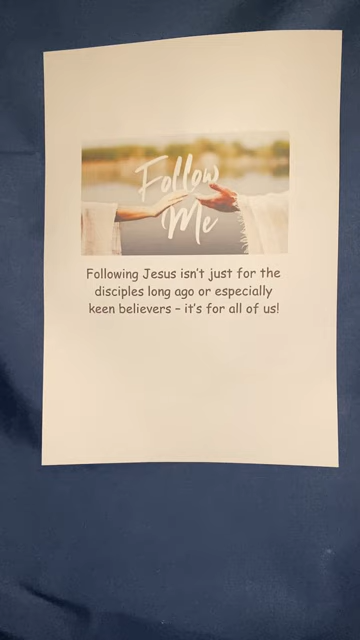 Follow
Me
Following Jesus isn't just for the
disciples long ago or especially
keen believers – it's for all of us!